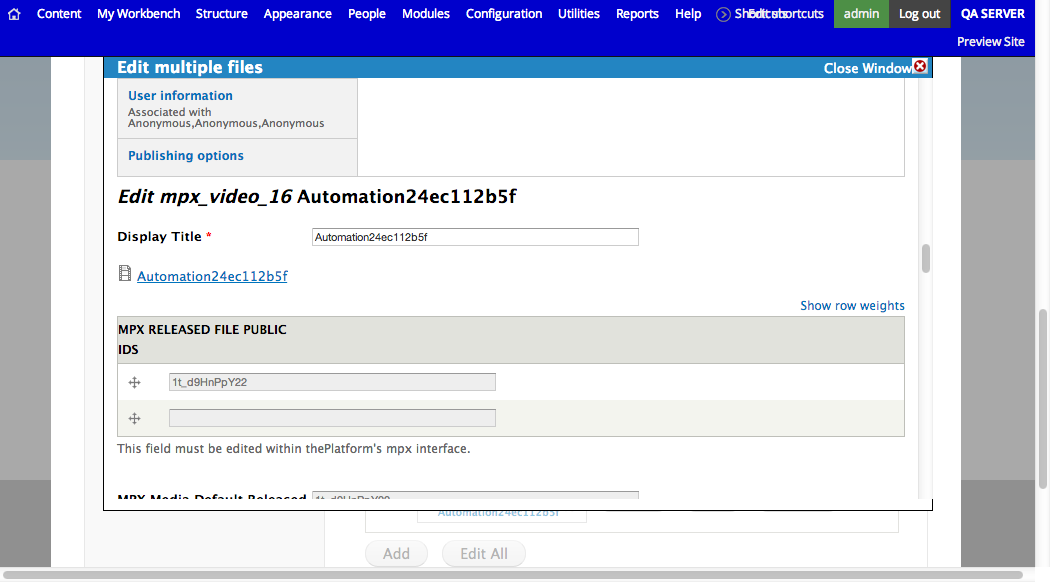 Content My Workbench Structure Appearance People Modules Configuration Utilities Reports Help Edit shortcuts admin Log out QA SERVER
Preview Site
Edit multiple files Close Window
User information
Associated with
Anonymous,Anonymous,Anonymous
Publishing options
Edit mpx_video_16 Automation24ec112b5f
Display Title * Automation24ec112b5f
Automation24ec112b5f
Show row weights
MPX RELEASED FILE PUBLIC
IDS
1t_d9HnPpY22
This field must be edited within thePlatform's mpx interface.
MPX Media Default Released
Automation24ec112b5f
Add Edit All